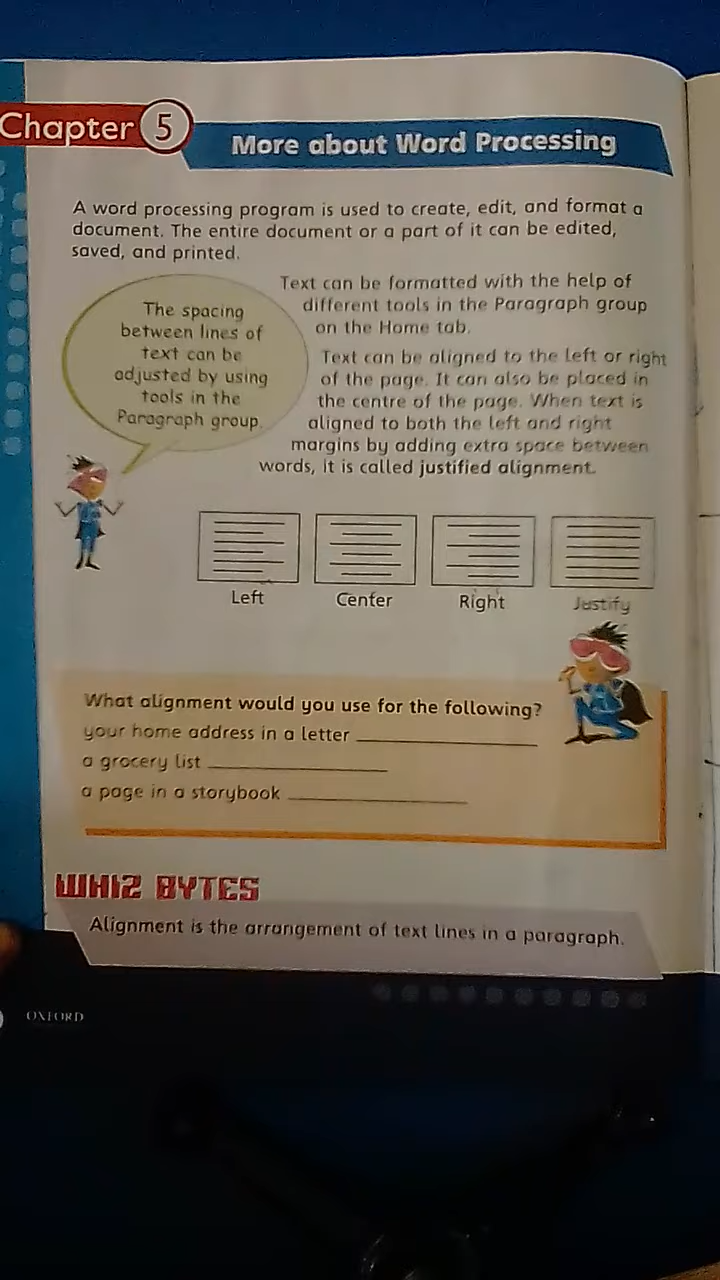 Chapter 5
More about Word Processing
A word processing program is used to create, edit, and format a
document. The entire document or a part of it can be edited,
saved, and printed.
The spacing
between lines of
text can be
adjusted by using
tools in the
Paragraph group.
Text can be formatted with the help of
different tools in the Paragraph group
on the Home tab.
Text can be aligned to the left or right
of the page. It can also be placed in
the centre of the page. When text is
aligned to both the left and right
margins by adding extra space between
words, it is called justified alignment.
Left
Center
Right
Justify
What alignment would you use for the following?
your home address in a letter
a grocery list
a page in a storybook
WHIZ BYTES
Alignment is the arrangement of text lines in a paragraph.
OXFORD